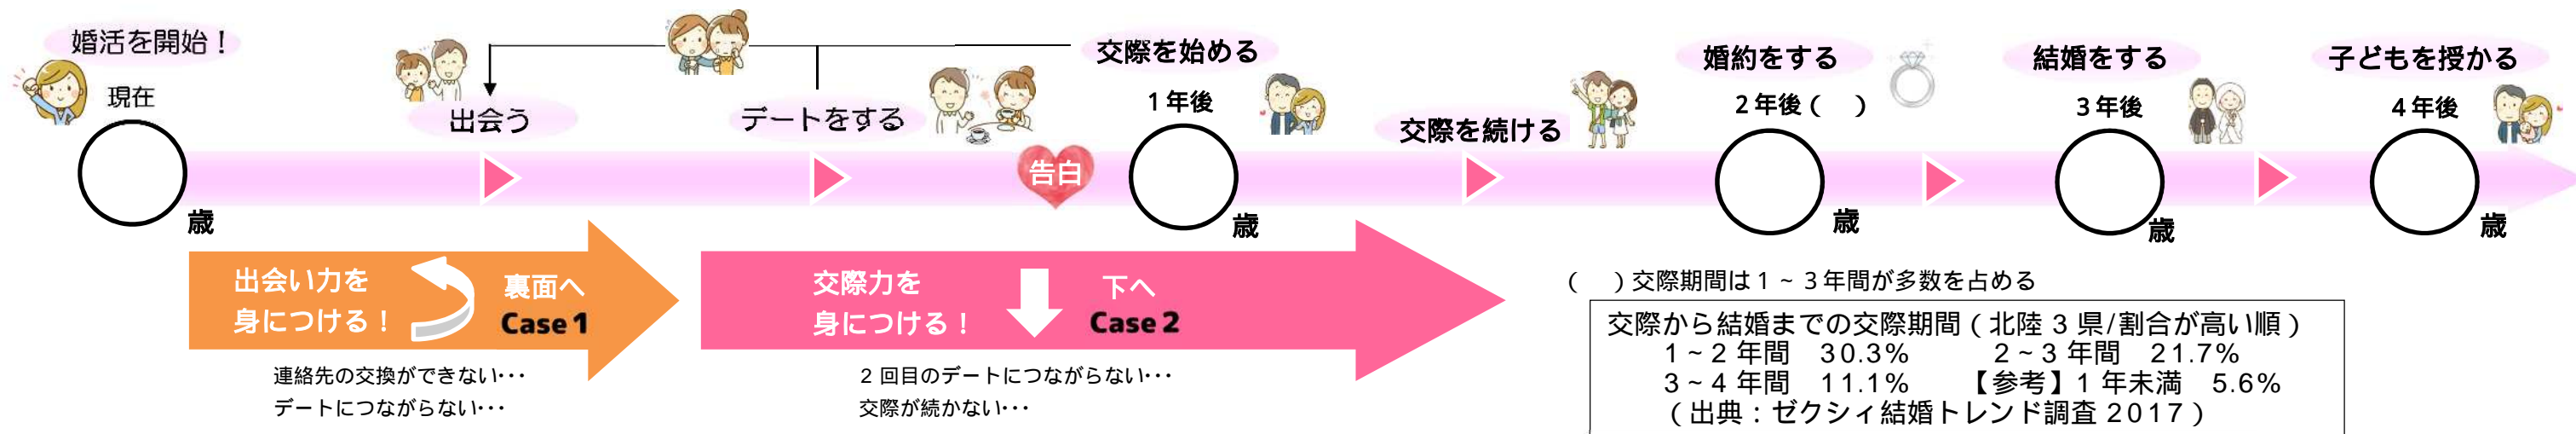 婚活を開始！
現在
歳
出会う
デートをする
告白
交際を始める
1年後
歳
交際を続ける
婚約をする
2年後（　）
歳
結婚をする
3年後
歳
子どもを授かる
4年後
歳
出会い力を
身につける！
裏面へ
Case 1
連絡先の交換ができない･･･
デートにつながらない･･･
交際力を
身につける！
下へ
Case 2
2回目のデートにつながらない･･･
交際が続かない･･･
（　）交際期間は1～3年間が多数を占める
交際から結婚までの交際期間（北陸3県/割合が高い順）
1～2年間　30.3%　　2～3年間　21.7%
3～4年間　11.1%　【参考】1年未満　5.6%
（出典：ゼクシィ結婚トレンド調査2017）